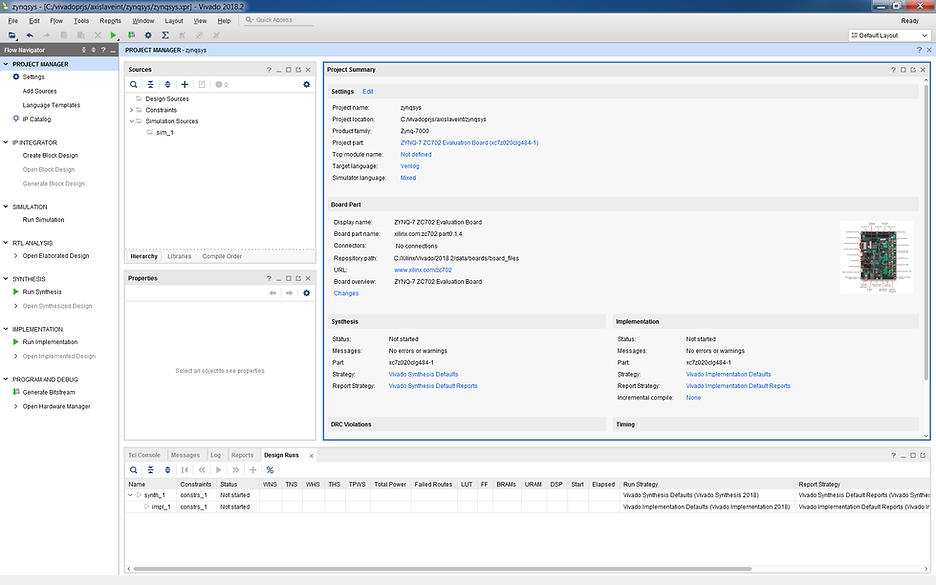 zynqsys - [C:/vivadoprjs/axislaveint/zynqsys/zynqsys.xpr] - Vivado 2018.2
File Edit Flow Tools Reports Window Layout View Help Quick Access
Ready
Default Layout
Flow Navigator
PROJECT MANAGER
Settings
Add Sources
Language Templates
IP Catalog
IP INTEGRATOR
Create Block Design
Open Block Design
Generate Block Design
SIMULATION
Run Simulation
RTL ANALYSIS
Open Elaborated Design
SYNTHESIS
Run Synthesis
Open Synthesized Design
IMPLEMENTATION
Run Implementation
Open Implemented Design
PROGRAM AND DEBUG
Generate Bitstream
Open Hardware Manager
PROJECT MANAGER - zynqsys
Sources
0
Design Sources
Constraints
Simulation Sources
sim_1
Hierarchy Libraries Compile Order
Properties
Select an object to see properties
Project Summary
Settings Edit
Project name: zynqsys
Project location: C:/vivadoprjs/axislaveint/zynqsys
Product family: Zynq-7000
Project part: ZYNQ-7 ZC702 Evaluation Board (xc7z020clg484-1)
Top module name: Not defined
Target language: Verilog
Simulator language: Mixed
Board Part
Display name: ZYNQ-7 ZC702 Evaluation Board
Board part name: xilinx.com:zc702:part0:1.4
Connectors: No connections
Repository path: C:/Xilinx/Vivado/2018.2/data/boards/board_files
URL: www.xilinx.com/zc702
Board overview: ZYNQ-7 ZC702 Evaluation Board
Changes
Synthesis
Status: Not started
Messages: No errors or warnings
Part: xc7z020clg484-1
Strategy: Vivado Synthesis Defaults
Report Strategy: Vivado Synthesis Default Reports
Implementation
Status: Not started
Messages: No errors or warnings
Part: xc7z020clg484-1
Strategy: Vivado Implementation Defaults
Report Strategy: Vivado Implementation Default Reports
Incremental compile: None
DRC Violations
Timing
Tcl Console Messages Log Reports Design Runs
Name Constraints Status WNS TNS WHS THS TPWS Total Power Failed Routes LUT FF BRAMs URAM DSP Start Elapsed Run Strategy Report Strategy
synth_1 constrs_1 Not started Vivado Synthesis Defaults (Vivado Synthesis 2018) Vivado Synthesis Default Reports (Vivado Synthes
impl_1 constrs_1 Not started Vivado Implementation Defaults (Vivado Implementation 2018) Vivado Implementation Default Reports (Vivado I